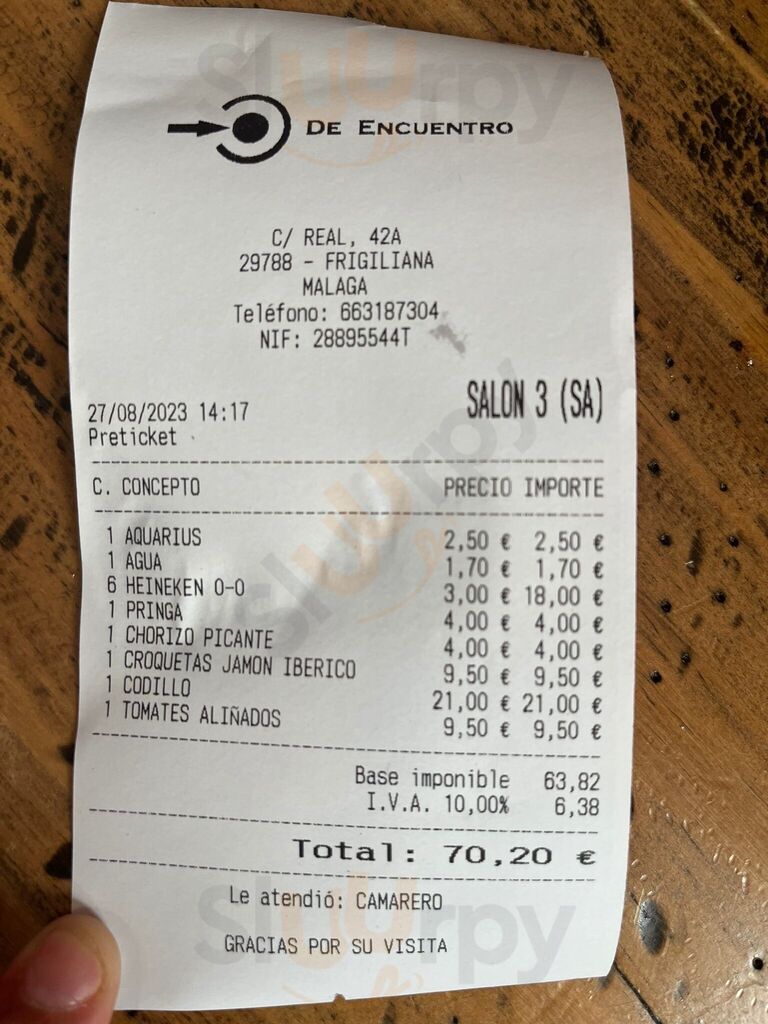 DE ENCUENTRO
C/ REAL, 42A
29788 - FRIGILIANA
MALAGA
Teléfono: 663187304
NIF: 28895544T
SALON 3 (SA)
27/08/2023 14:17
Preticket
C. CONCEPTO PRECIO IMPORTE
1 AQUARIUS 2,50 € 2,50 €
1 AGUA 1,70 € 1,70 €
6 HEINEKEN 0-0 3,00 € 18,00 €
1 PRINGA 4,00 € 4,00 €
1 CHORIZO PICANTE 4,00 € 4,00 €
1 CROQUETAS JAMON IBERICO 9,50 € 9,50 €
1 CODILLO 21,00 € 21,00 €
1 TOMATES ALIÑADOS 9,50 € 9,50 €
Base imponible 63,82
I.V.A. 10,00% 6,38
Total: 70,20 €
Le atendió: CAMARERO
GRACIAS POR SU VISITA
Sluurpy
Sluurpy
Sluurpy